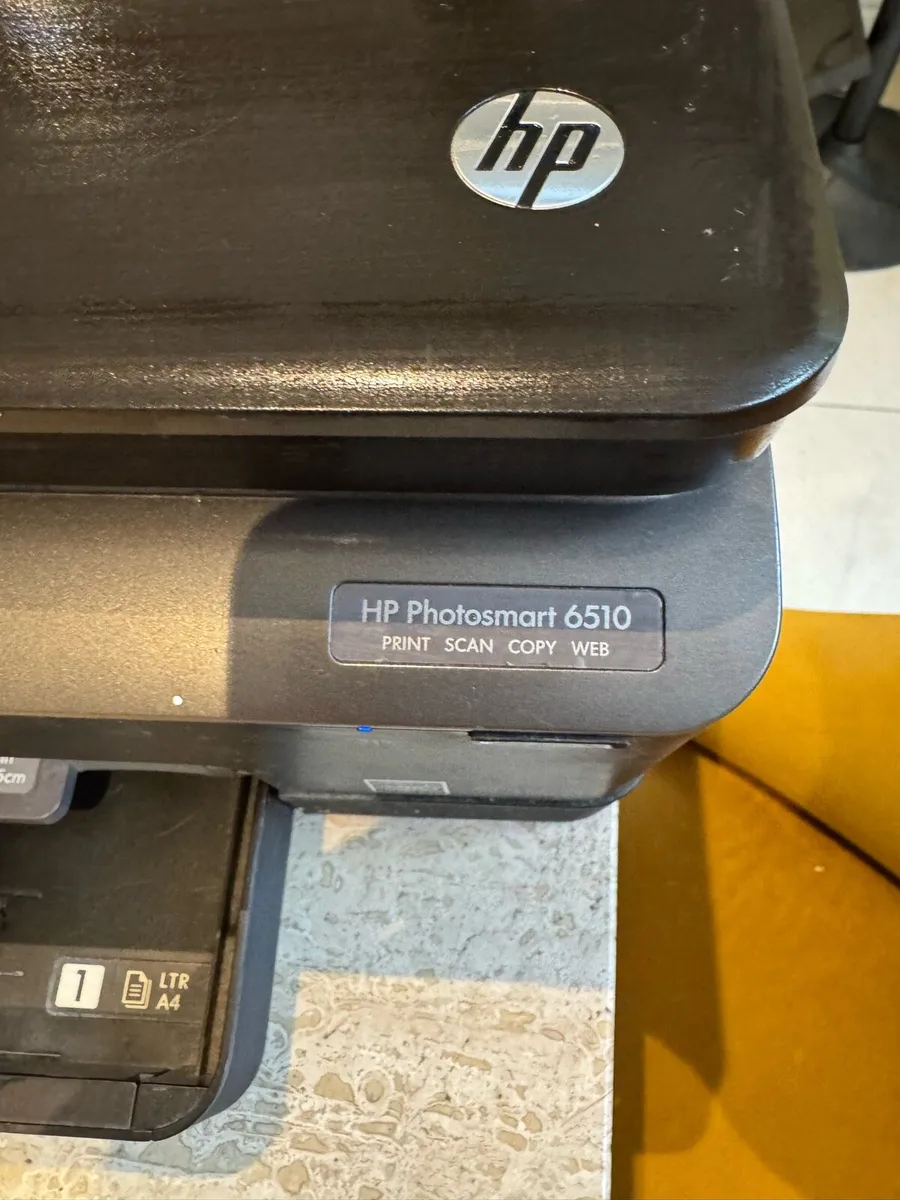 hp
HP Photosmart 6510
PRINT SCAN COPY WEB
1
LTR
A4